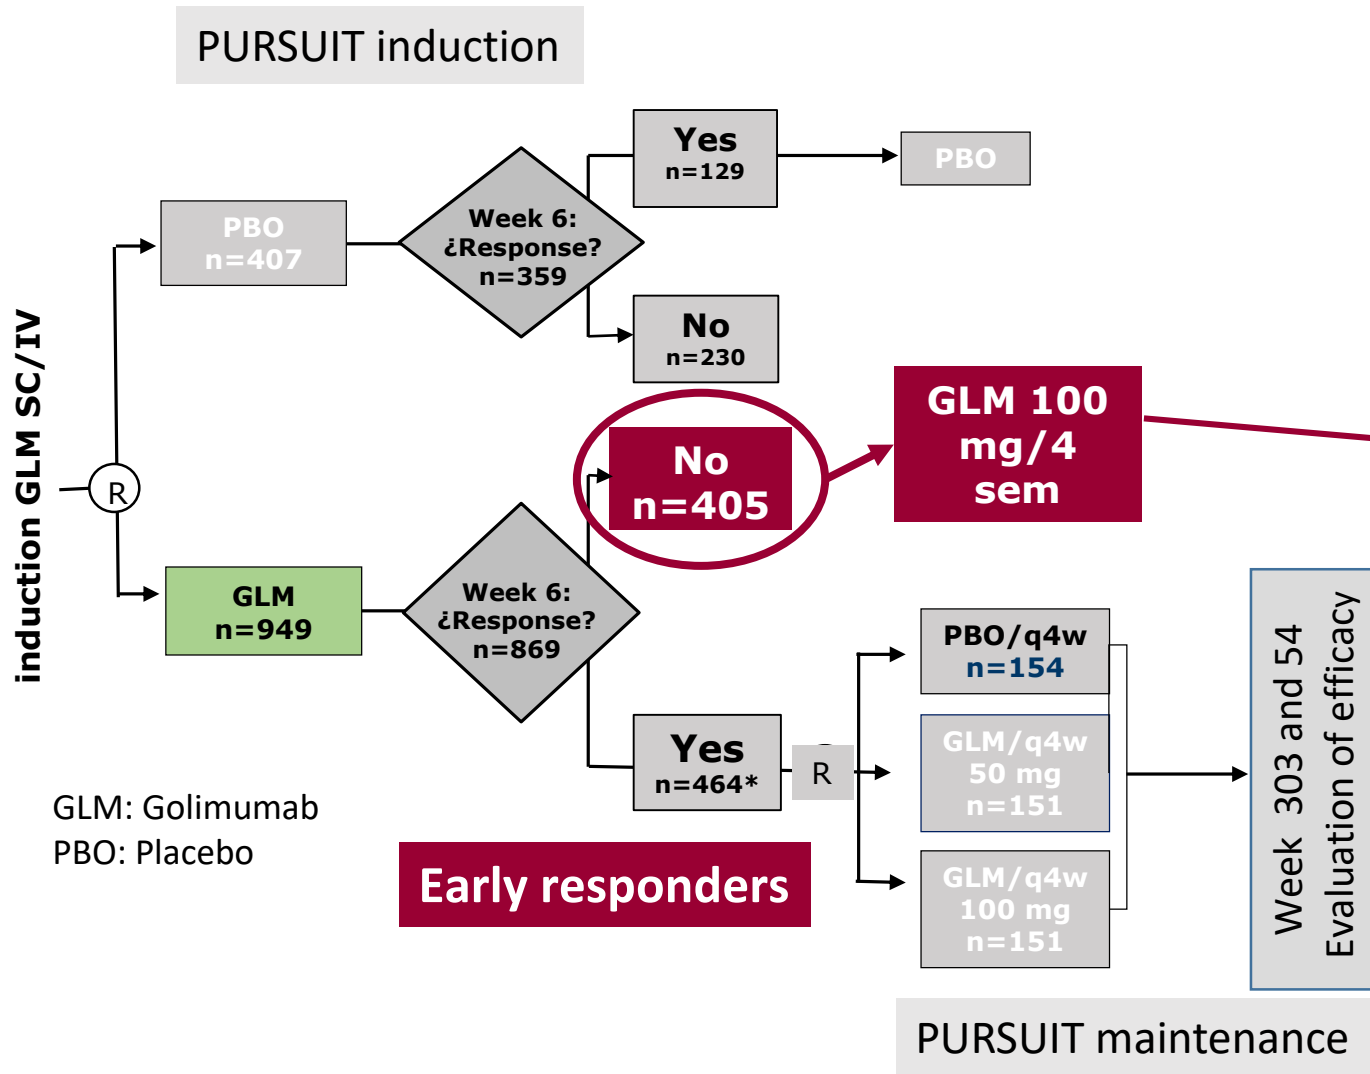 PURSUIT induction
Yes
n=129
PBO
PBO
n=407
Week 6:
¿Response?
n=359
No
n=230
induction GLM SC/IV
R
No
n=405
GLM 100
mg/4
sem
GLM
n=949
Week 6:
¿Response?
n=869
Yes
n=464*
R
PBO/q4w
n=154
GLM/q4w
50 mg
n=151
GLM/q4w
100 mg
n=151
Week  303 and 54
Evaluation of efficacy
GLM: Golimumab
PBO: Placebo
Early responders
PURSUIT maintenance